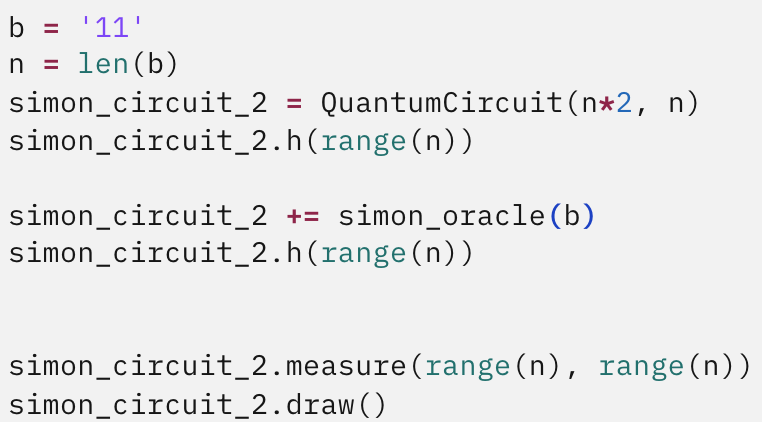 b = '11'
n = len(b)
simon_circuit_2 = QuantumCircuit(n*2, n)
simon_circuit_2.h(range(n))
simon_circuit_2 += simon_oracle(b)
simon_circuit_2.h(range(n))
simon_circuit_2.measure(range(n), range(n))
simon_circuit_2.draw()